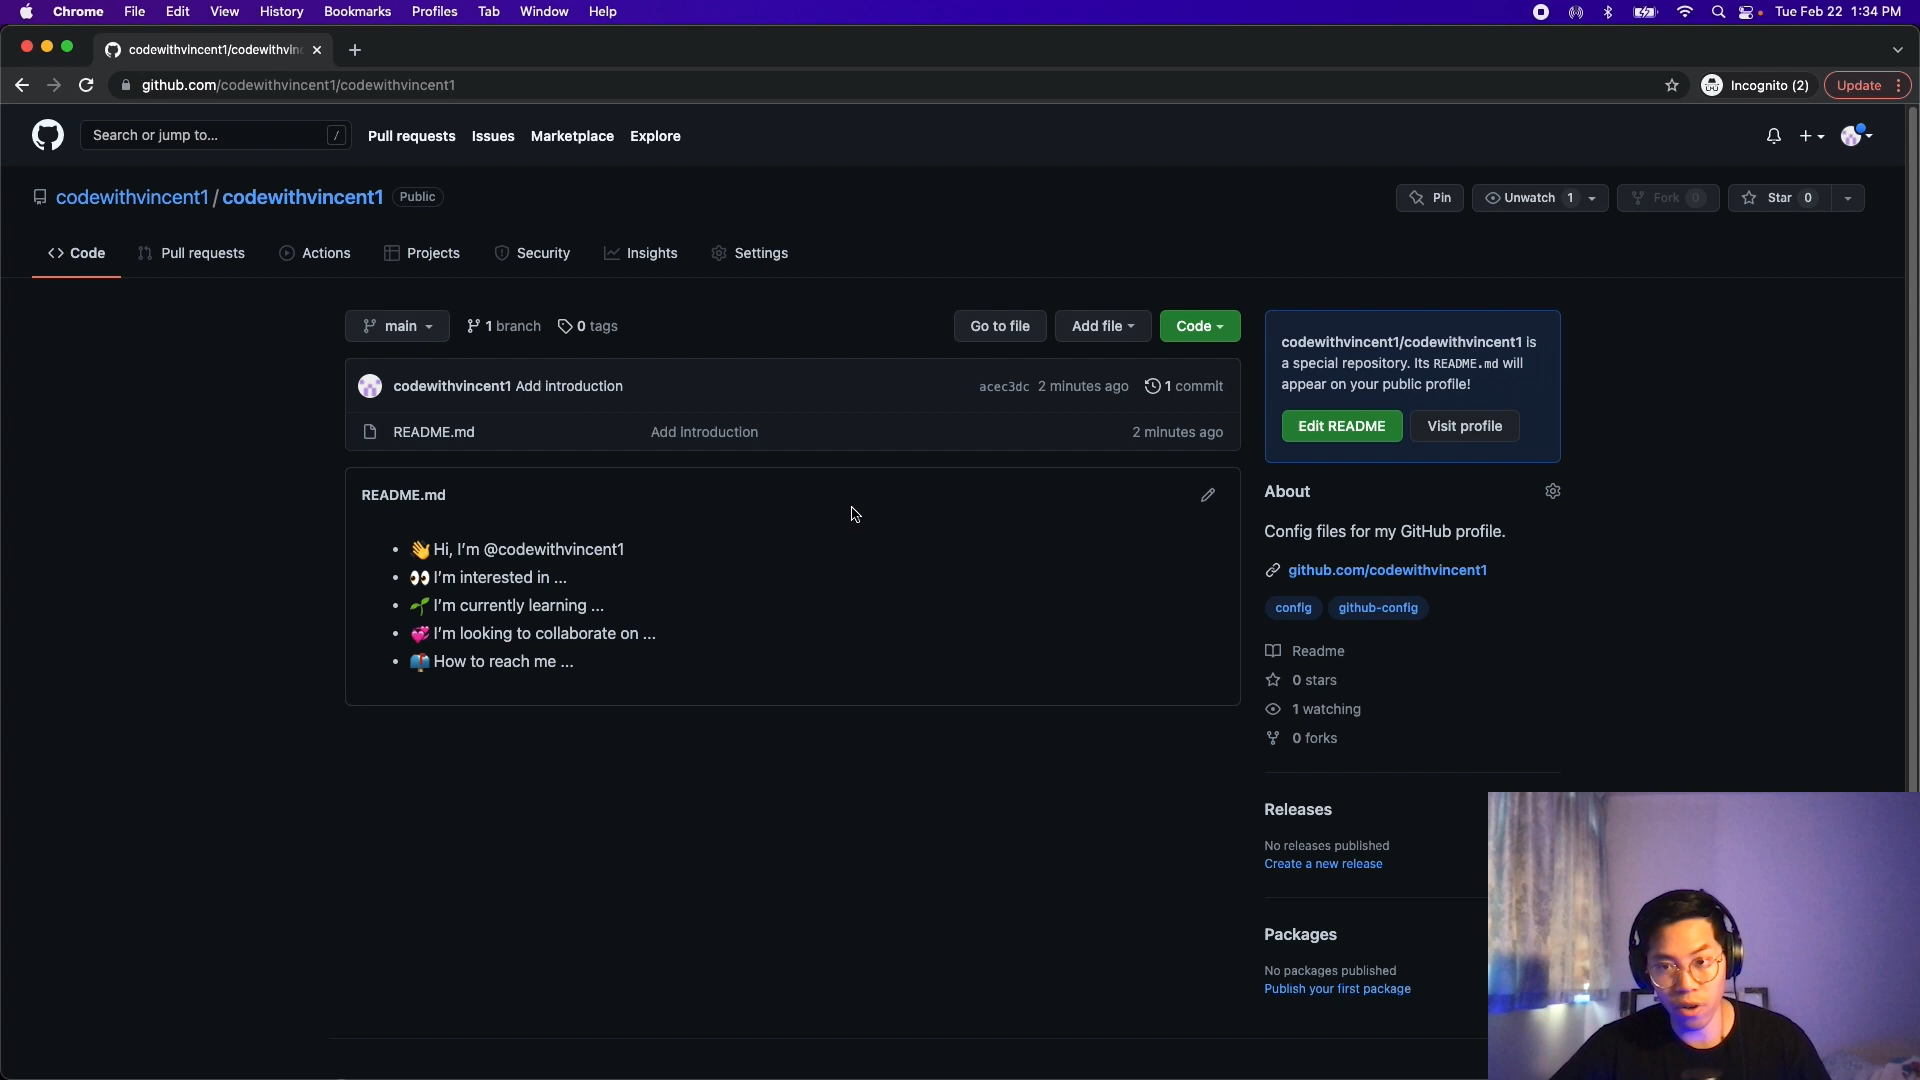 Chrome File Edit View History Bookmarks Profiles Tab Window Help Tue Feb 22 1:34 PM
codewithvincent1/codewithvin
github.com/codewithvincent1/codewithvincent1 Incognito (2) Update
Search or jump to... / Pull requests Issues Marketplace Explore
codewithvincent1 / codewithvincent1 Public Pin Unwatch 1 Fork 0 Star 0
<> Code Pull requests Actions Projects Security Insights Settings
main 1 branch 0 tags Go to file Add file Code
codewithvincent1 Add introduction acec3dc 2 minutes ago 1 commit
README.md Add introduction 2 minutes ago
README.md
• 👋 Hi, I'm @codewithvincent1
• 👀 I'm interested in ...
• 🌱 I'm currently learning ...
• 💞️ I'm looking to collaborate on ...
• 📫 How to reach me ...
codewithvincent1/codewithvincent1 is
a special repository. Its README.md will
appear on your public profile!
Edit README Visit profile
About
Config files for my GitHub profile.
github.com/codewithvincent1
config github-config
Readme
0 stars
1 watching
0 forks
Releases
No releases published
Create a new release
Packages
No packages published
Publish your first package